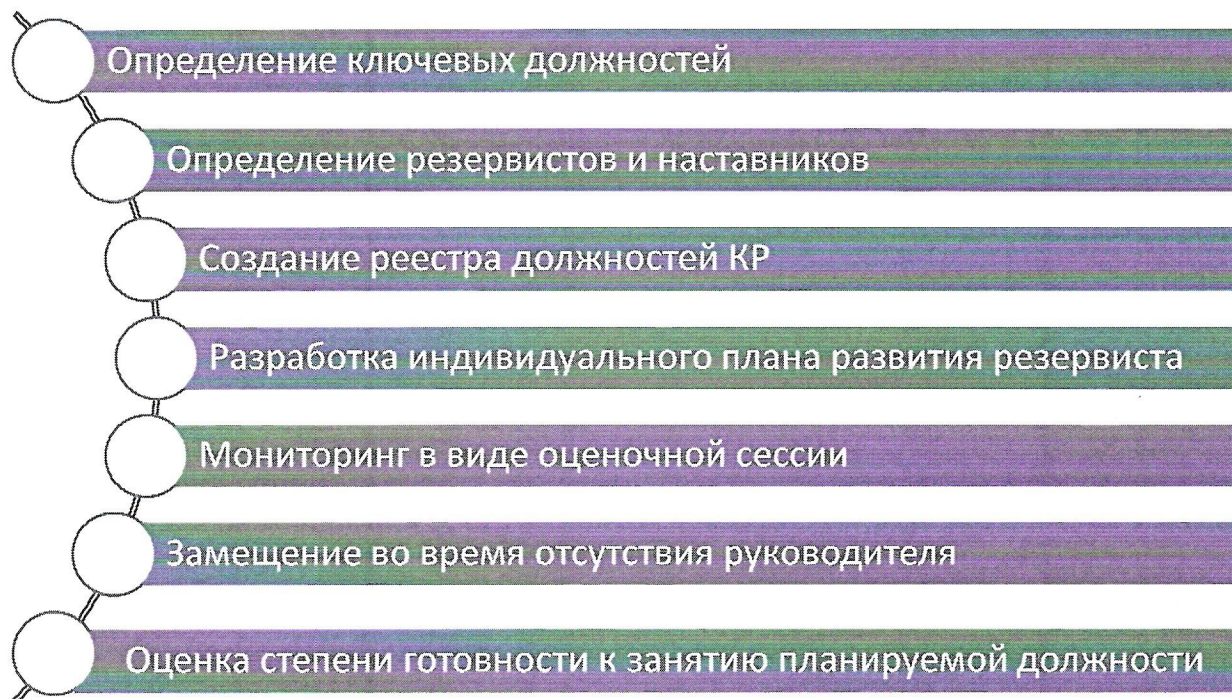 Определение ключевых должностей
Определение резервистов и наставников
Создание реестра должностей КР
Разработка индивидуального плана развития резервиста
Мониторинг в виде оценочной сессии
Замещение во время отсутствия руководителя
Оценка степени готовности к занятию планируемой должности